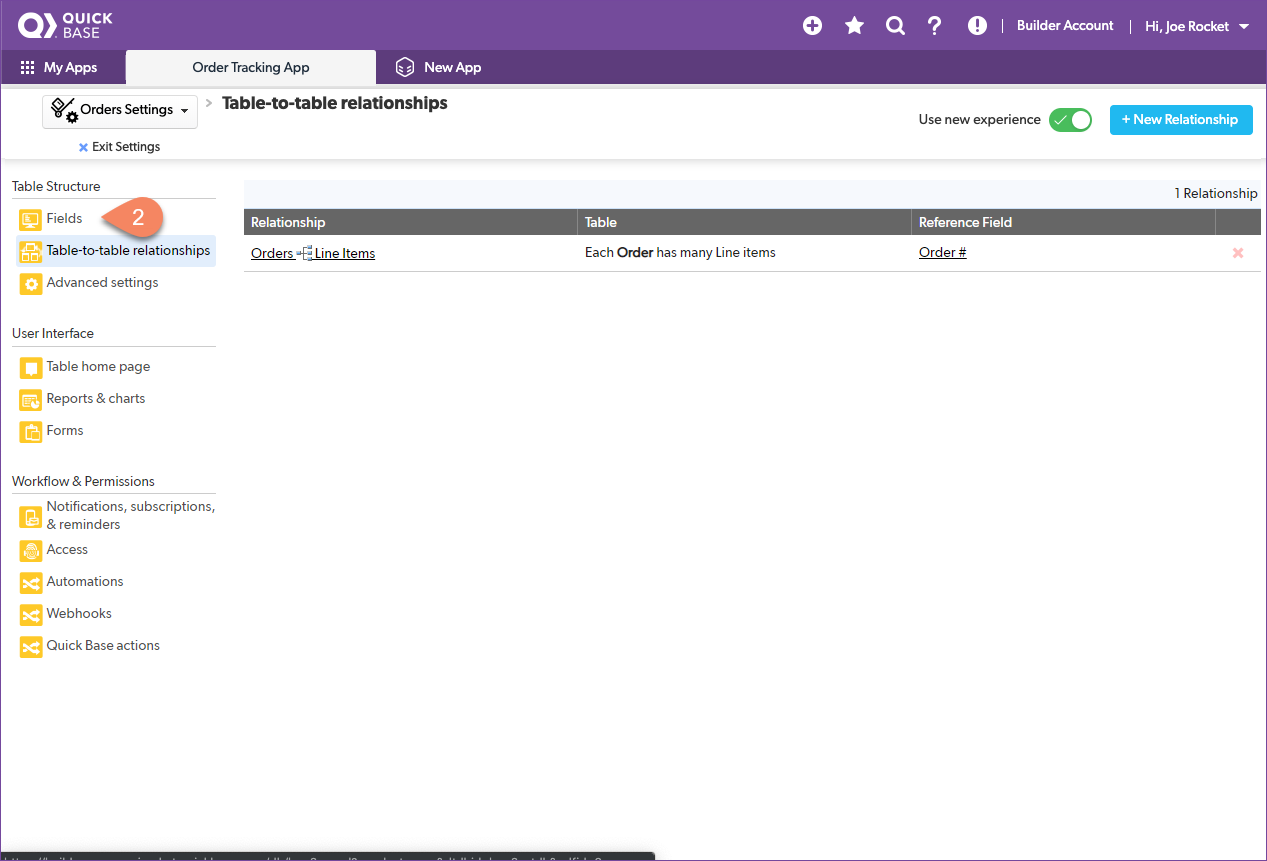 QUICK
BASE
Builder Account
Hi, Joe Rocket
My Apps
Order Tracking App
New App
Orders Settings
Table-to-table relationships
Exit Settings
Use new experience
+ New Relationship
Table Structure
Fields
2
Table-to-table relationships
Advanced settings
User Interface
Table home page
Reports & charts
Forms
Workflow & Permissions
Notifications, subscriptions,
& reminders
Access
Automations
Webhooks
Quick Base actions
1 Relationship
Relationship Table Reference Field
Orders Line Items Each Order has many Line items Order #